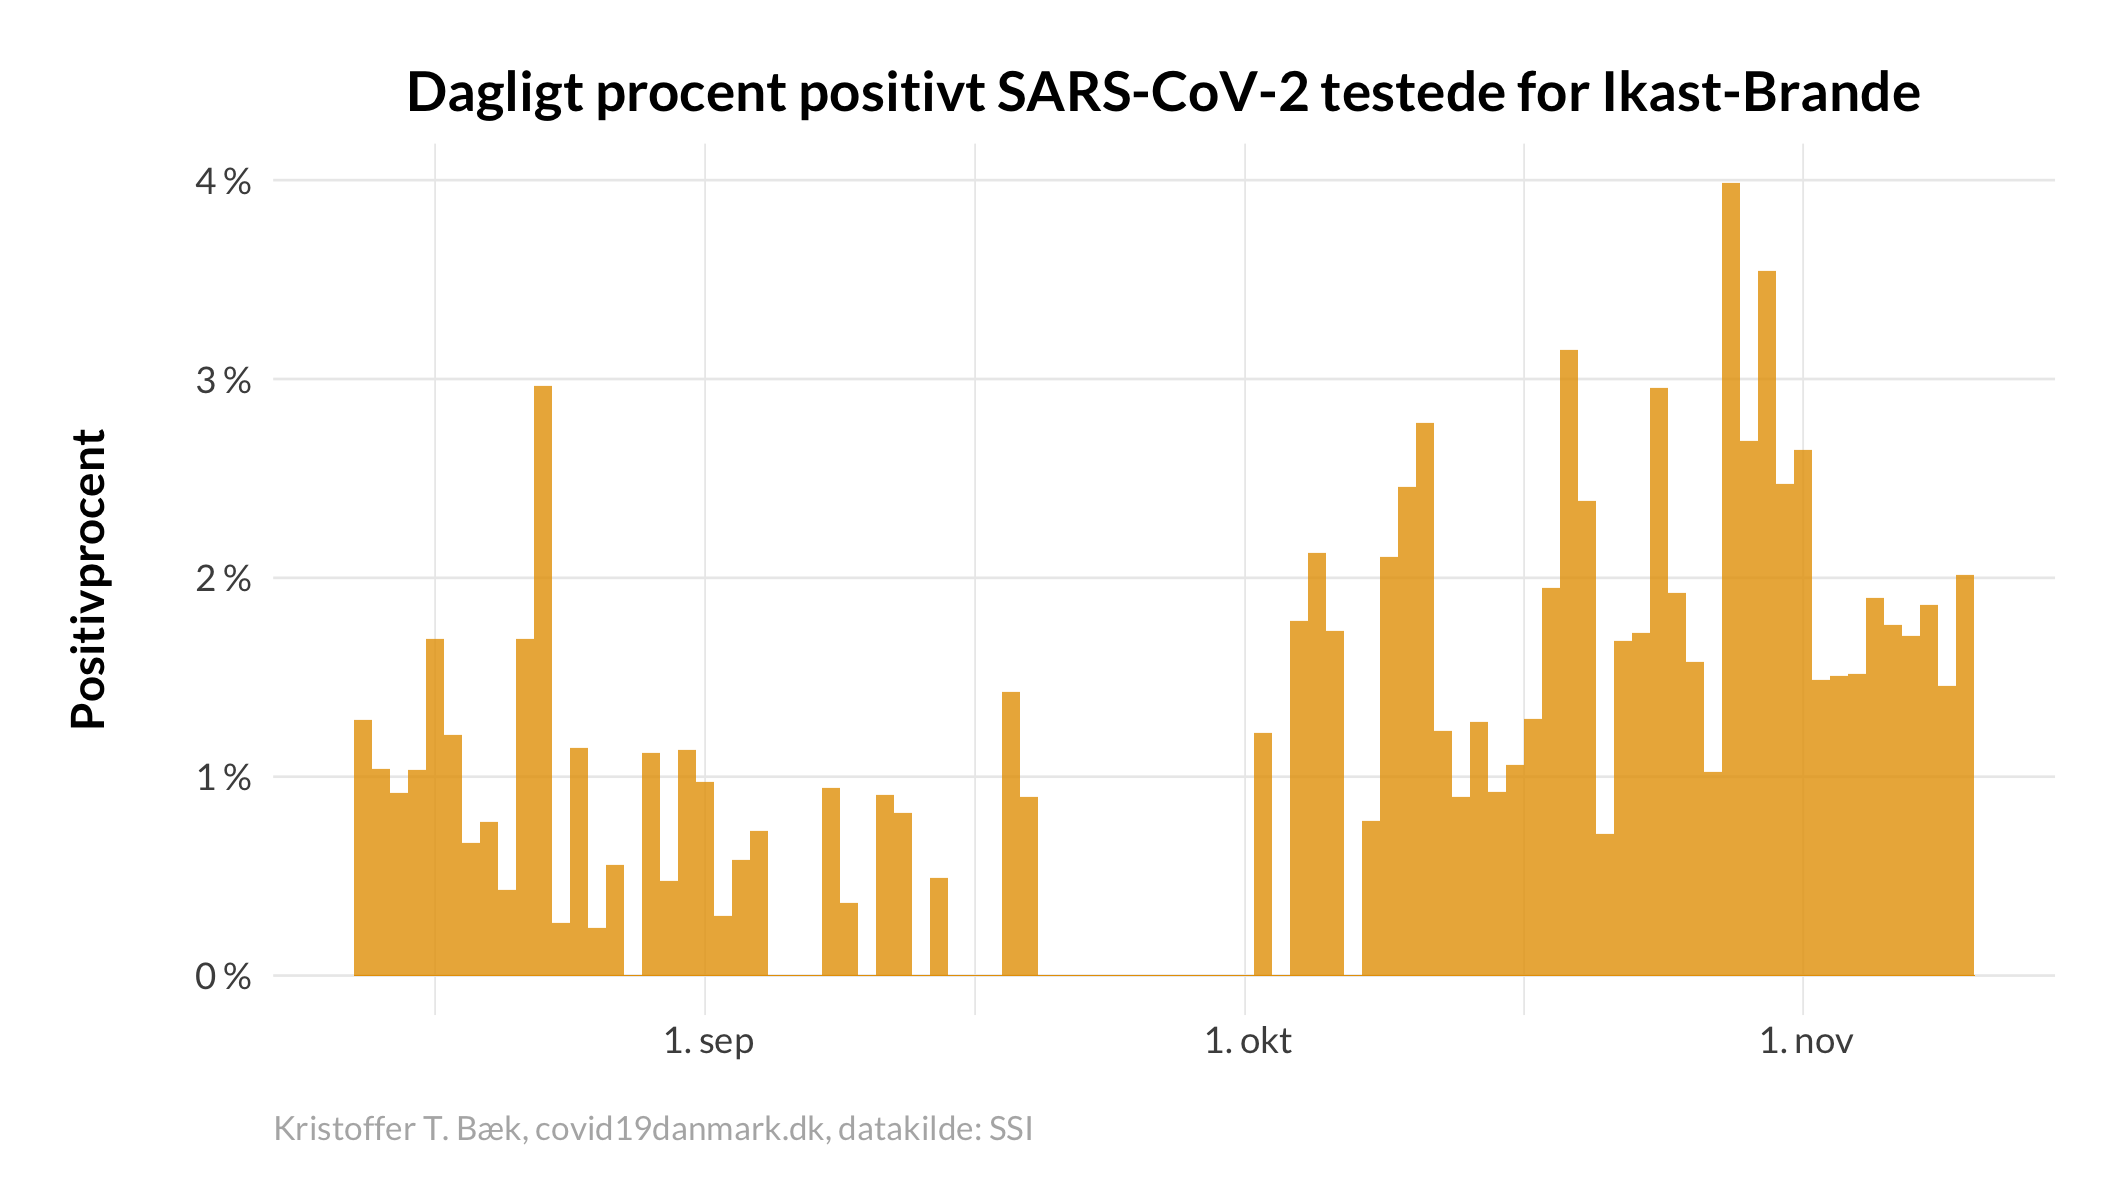 Dagligt procent positivt SARS-CoV-2 testede for Ikast-Brande
Positivprocent
4 %
3 %
2 %
1 %
0 %
1. sep
1. okt
1. nov
Kristoffer T. Bæk, covid19danmark.dk, datakilde: SSI